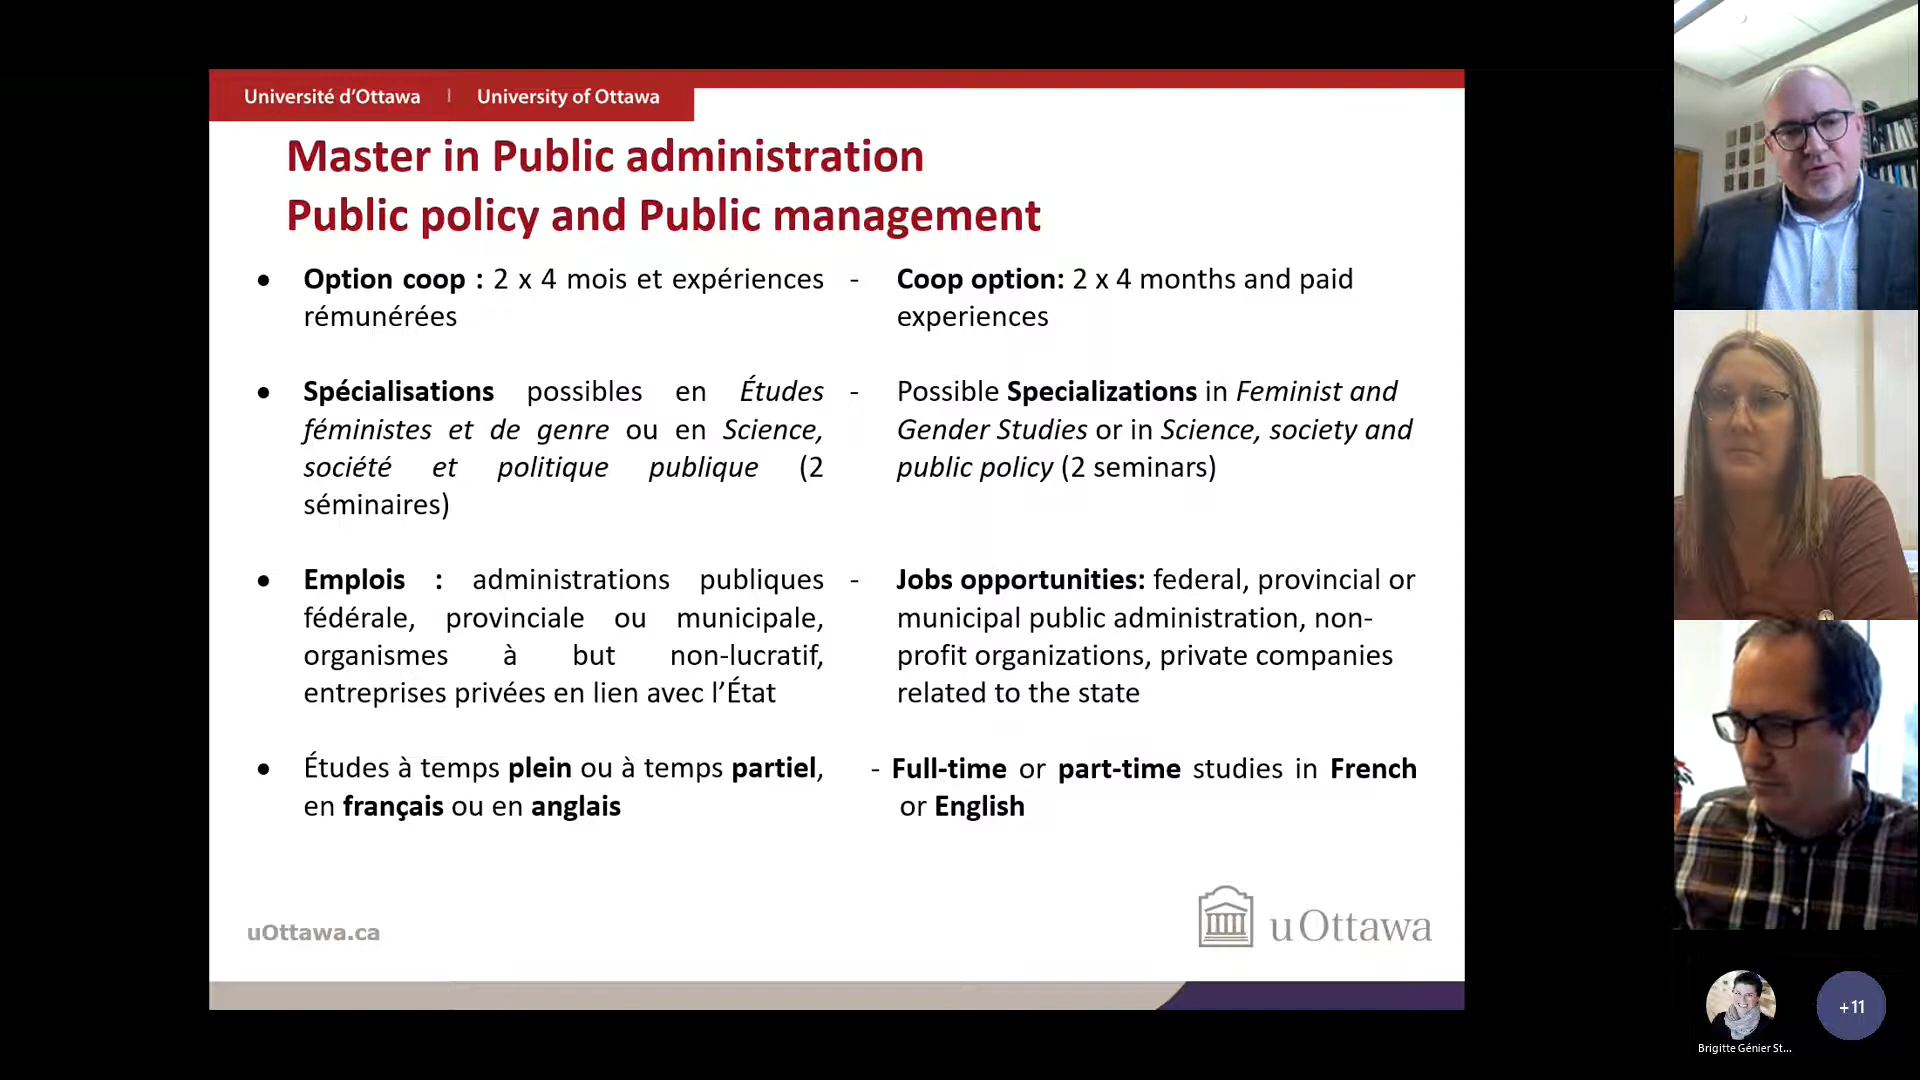 Université d'Ottawa | University of Ottawa
Master in Public administration
Public policy and Public management
• Option coop : 2 x 4 mois et expériences
rémunérées
• Spécialisations possibles en Études
féministes et de genre ou en Science,
société et politique publique (2
séminaires)
• Emplois : administrations publiques
fédérale, provinciale ou municipale,
organismes à but non-lucratif,
entreprises privées en lien avec l'État
• Études à temps plein ou à temps partiel,
en français ou en anglais
- Coop option: 2 x 4 months and paid
experiences
- Possible Specializations in Feminist and
Gender Studies or in Science, society and
public policy (2 seminars)
- Jobs opportunities: federal, provincial or
municipal public administration, non-
profit organizations, private companies
related to the state
- Full-time or part-time studies in French
or English
uOttawa.ca
uOttawa
+11
Brigitte Génier St...